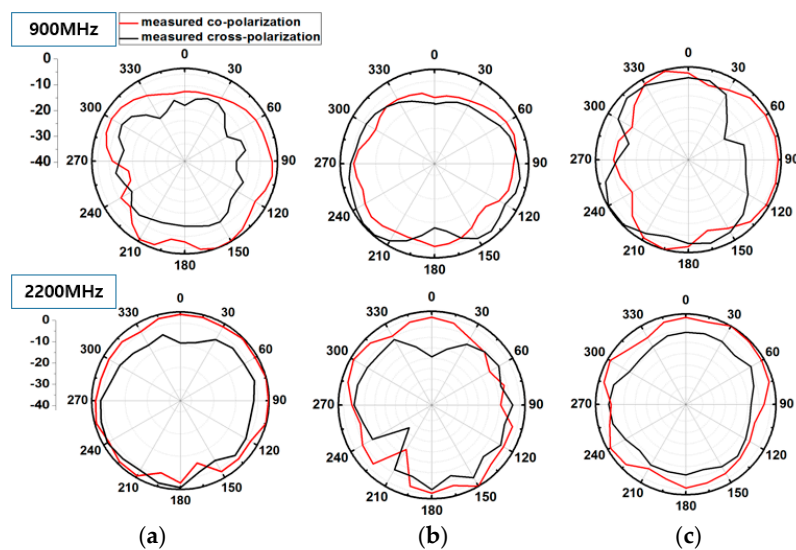 900MHz
measured co-polarization
measured cross-polarization
0 0 0
330 30 330 30 330 30
300 60 300 60 300 60
270 90 270 90 270 90
240 120 240 120 240 120
210 150 210 150 210 150
180 180 180
0
-10
-20
-30
-40
2200MHz
0 0 0
330 30 330 30 330 30
300 60 300 60 300 60
270 90 270 90 270 90
240 120 240 120 240 120
210 150 210 150 210 150
180 180 180
0
-10
-20
-30
-40
(a) (b) (c)